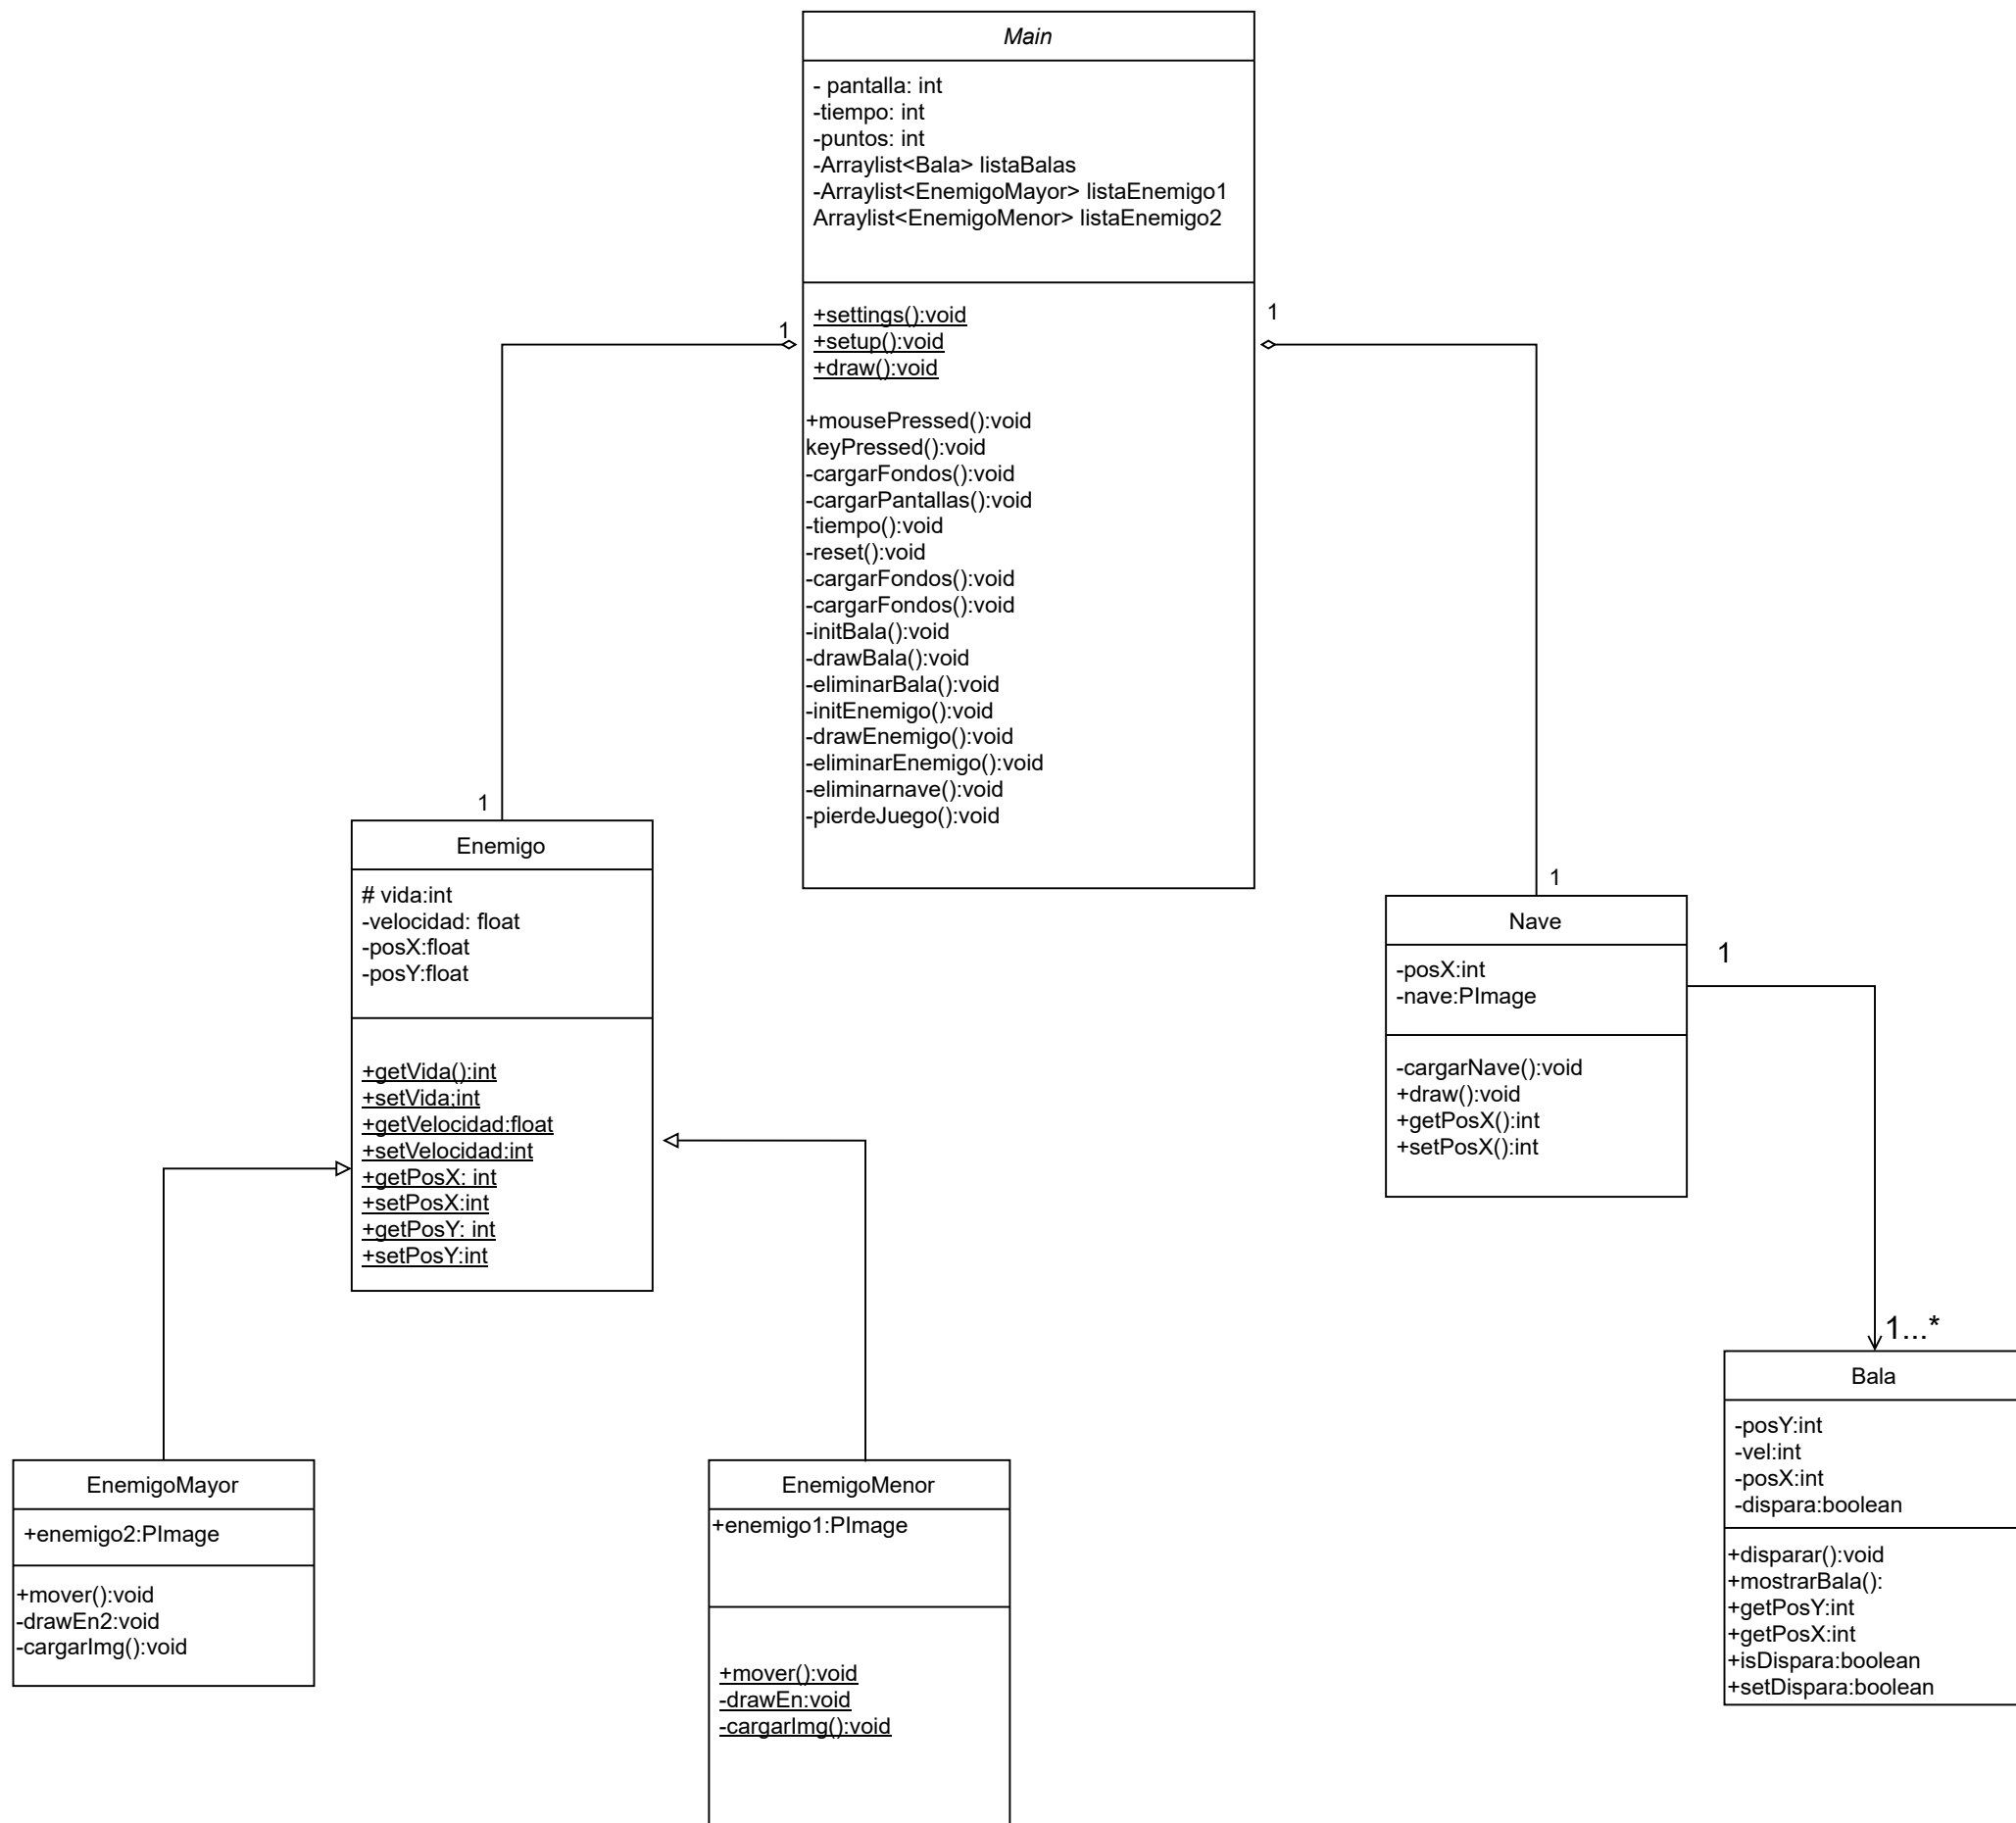 Main
- pantalla: int
-tiempo: int
-puntos: int
-Arraylist<Bala> listaBalas
-Arraylist<EnemigoMayor> listaEnemigo1
Arraylist<EnemigoMenor> listaEnemigo2
+settings():void
+setup():void
+draw():void
+mousePressed():void
keyPressed():void
-cargarFondos():void
-cargarPantallas():void
-tiempo():void
-reset():void
-cargarFondos():void
-cargarFondos():void
-initBala():void
-drawBala():void
-eliminarBala():void
-initEnemigo():void
-drawEnemigo():void
-eliminarEnemigo():void
-eliminarnave():void
-pierdeJuego():void
1
1
1
1
Enemigo
# vida:int
-velocidad: float
-posX:float
-posY:float
+getVida():int
+setVida;int
+getVelocidad:float
+setVelocidad:int
+getPosX: int
+setPosX:int
+getPosY: int
+setPosY:int
Nave
-posX:int
-nave:PImage
-cargarNave():void
+draw():void
+getPosX():int
+setPosX():int
1
1...*
EnemigoMayor
+enemigo2:PImage
+mover():void
-drawEn2:void
-cargarImg():void
EnemigoMenor
+enemigo1:PImage
+mover():void
-drawEn:void
-cargarImg():void
Bala
-posY:int
-vel:int
-posX:int
-dispara:boolean
+disparar():void
+mostrarBala():
+getPosY:int
+getPosX:int
+isDispara:boolean
+setDispara:boolean